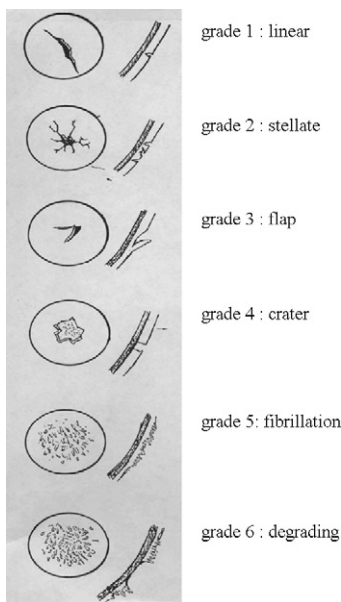 grade 1 : linear
grade 2 : stellate
grade 3 : flap
grade 4 : crater
grade 5: fibrillation
grade 6 : degrading